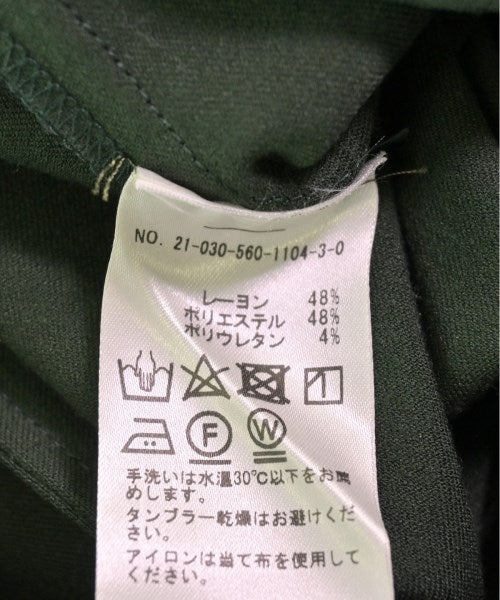 NO. 21-030-560-1104-3-0
レーヨン 48%
ポリエステル 48%
ポリウレタン 4%
F W
手洗いは水温30℃以下をお薦
めします。
タンブラー乾燥はお避けくだ
さい。
アイロンは当て布を使用して
ください。